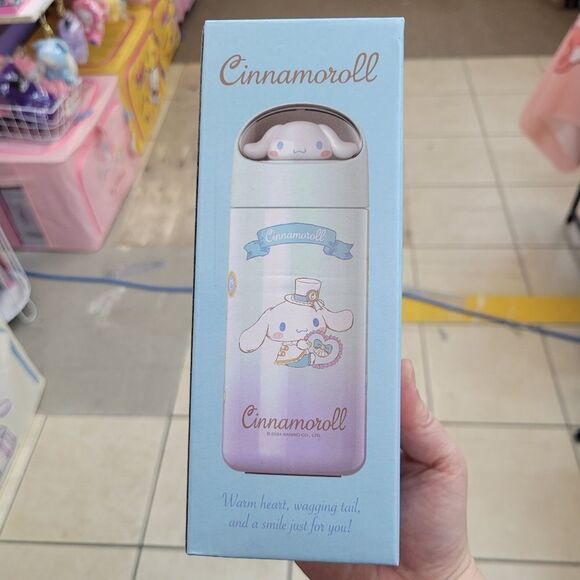 Cinnamoroll
Cinnamoroll
Cinnamoroll
Warm heart, wagging tail,
and a smile just for you!